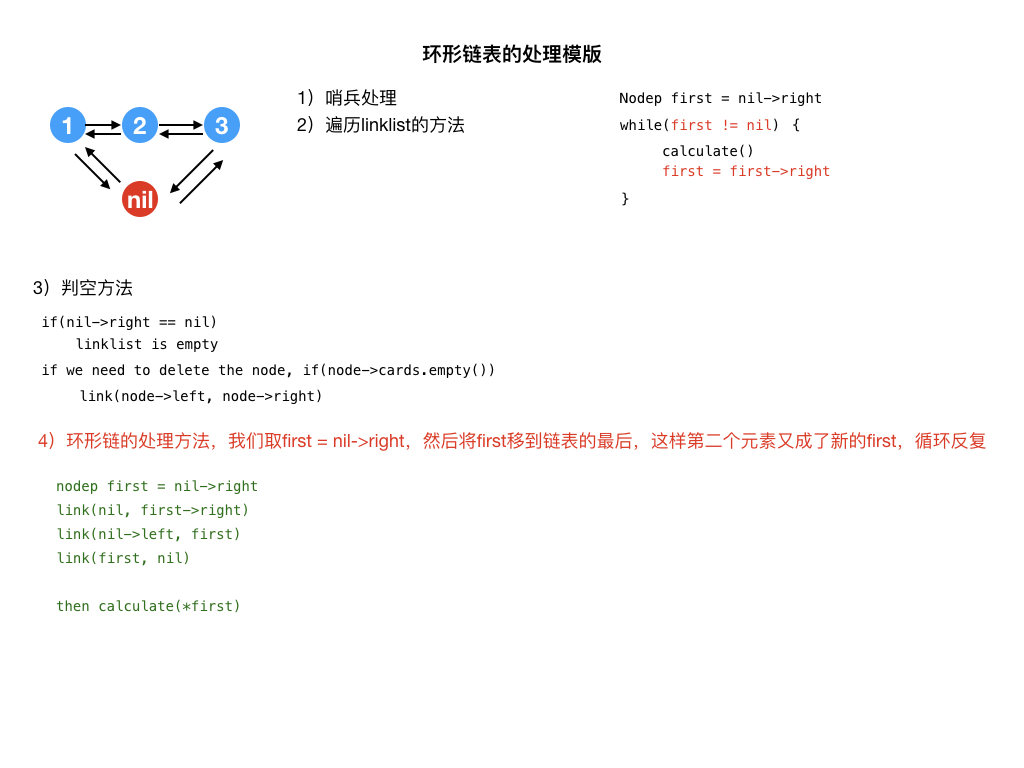 环形链表的处理模版
1）哨兵处理
2）遍历linklist的方法
1 2 3
nil
Nodep first = nil->right
while(first != nil) {
calculate()
first = first->right
}
3）判空方法
if(nil->right == nil)
linklist is empty
if we need to delete the node, if(node->cards.empty())
link(node->left, node->right)
4）环形链的处理方法，我们取first = nil->right，然后将first移到链表的最后，这样第二个元素又成了新的first，循环反复
nodep first = nil->right
link(nil, first->right)
link(nil->left, first)
link(first, nil)
then calculate(*first)